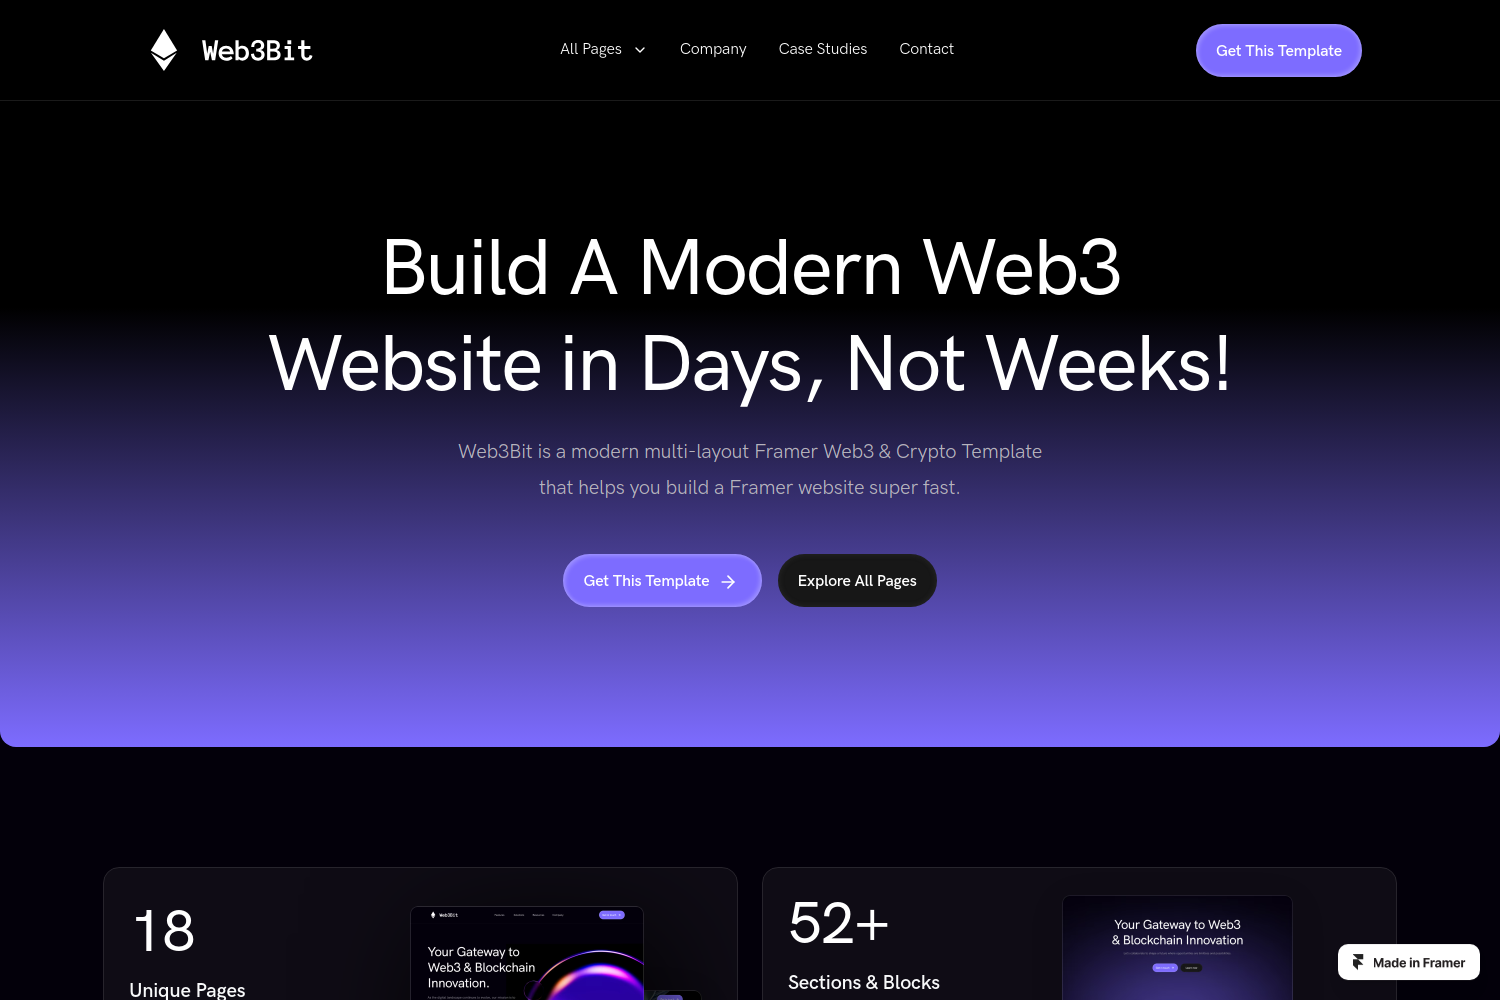 Web3Bit
All Pages
Company
Case Studies
Contact
Get This Template
Build A Modern Web3
Website in Days, Not Weeks!
Web3Bit is a modern multi-layout Framer Web3 & Crypto Template
that helps you build a Framer website super fast.
Get This Template
Explore All Pages
18
Unique Pages
Web3Bit
Your Gateway to
Web3 & Blockchain
Innovation.
52+
Sections & Blocks
Your Gateway to Web3
& Blockchain Innovation
Made in Framer